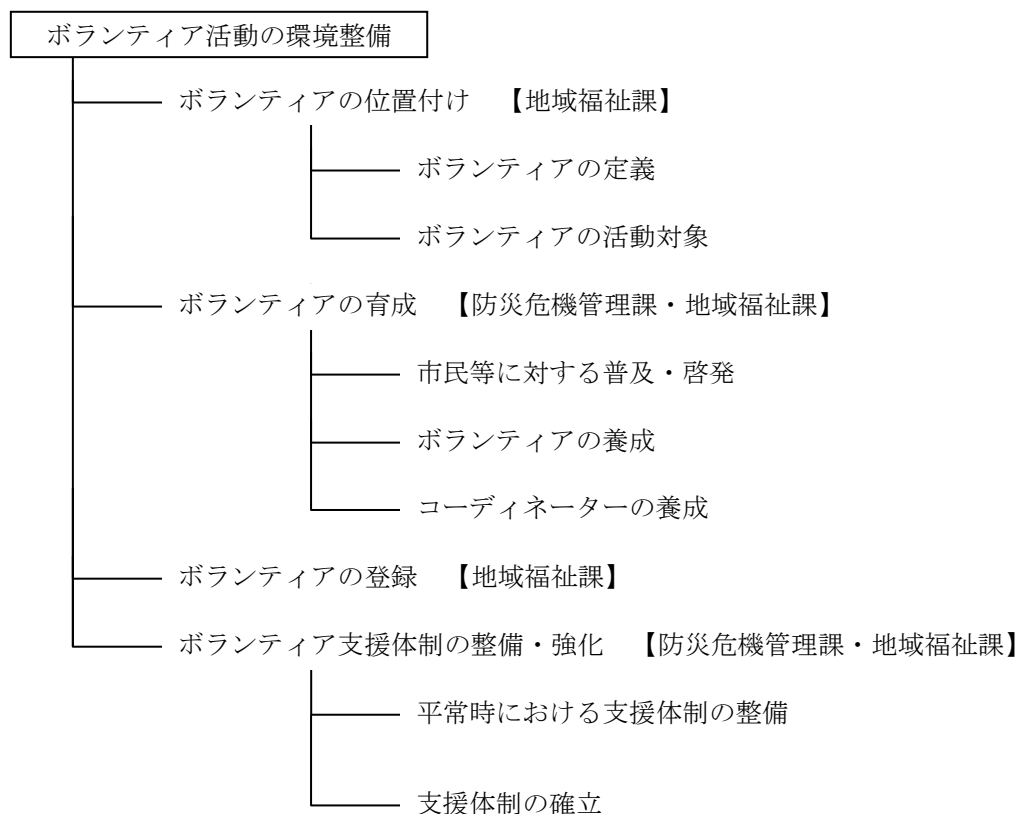 ボランティア活動の環境整備
ボランティアの位置付け　【地域福祉課】
ボランティアの定義
ボランティアの活動対象
ボランティアの育成　【防災危機管理課・地域福祉課】
市民等に対する普及・啓発
ボランティアの養成
コーディネーターの養成
ボランティアの登録　【地域福祉課】
ボランティア支援体制の整備・強化　【防災危機管理課・地域福祉課】
平常時における支援体制の整備
支援体制の確立